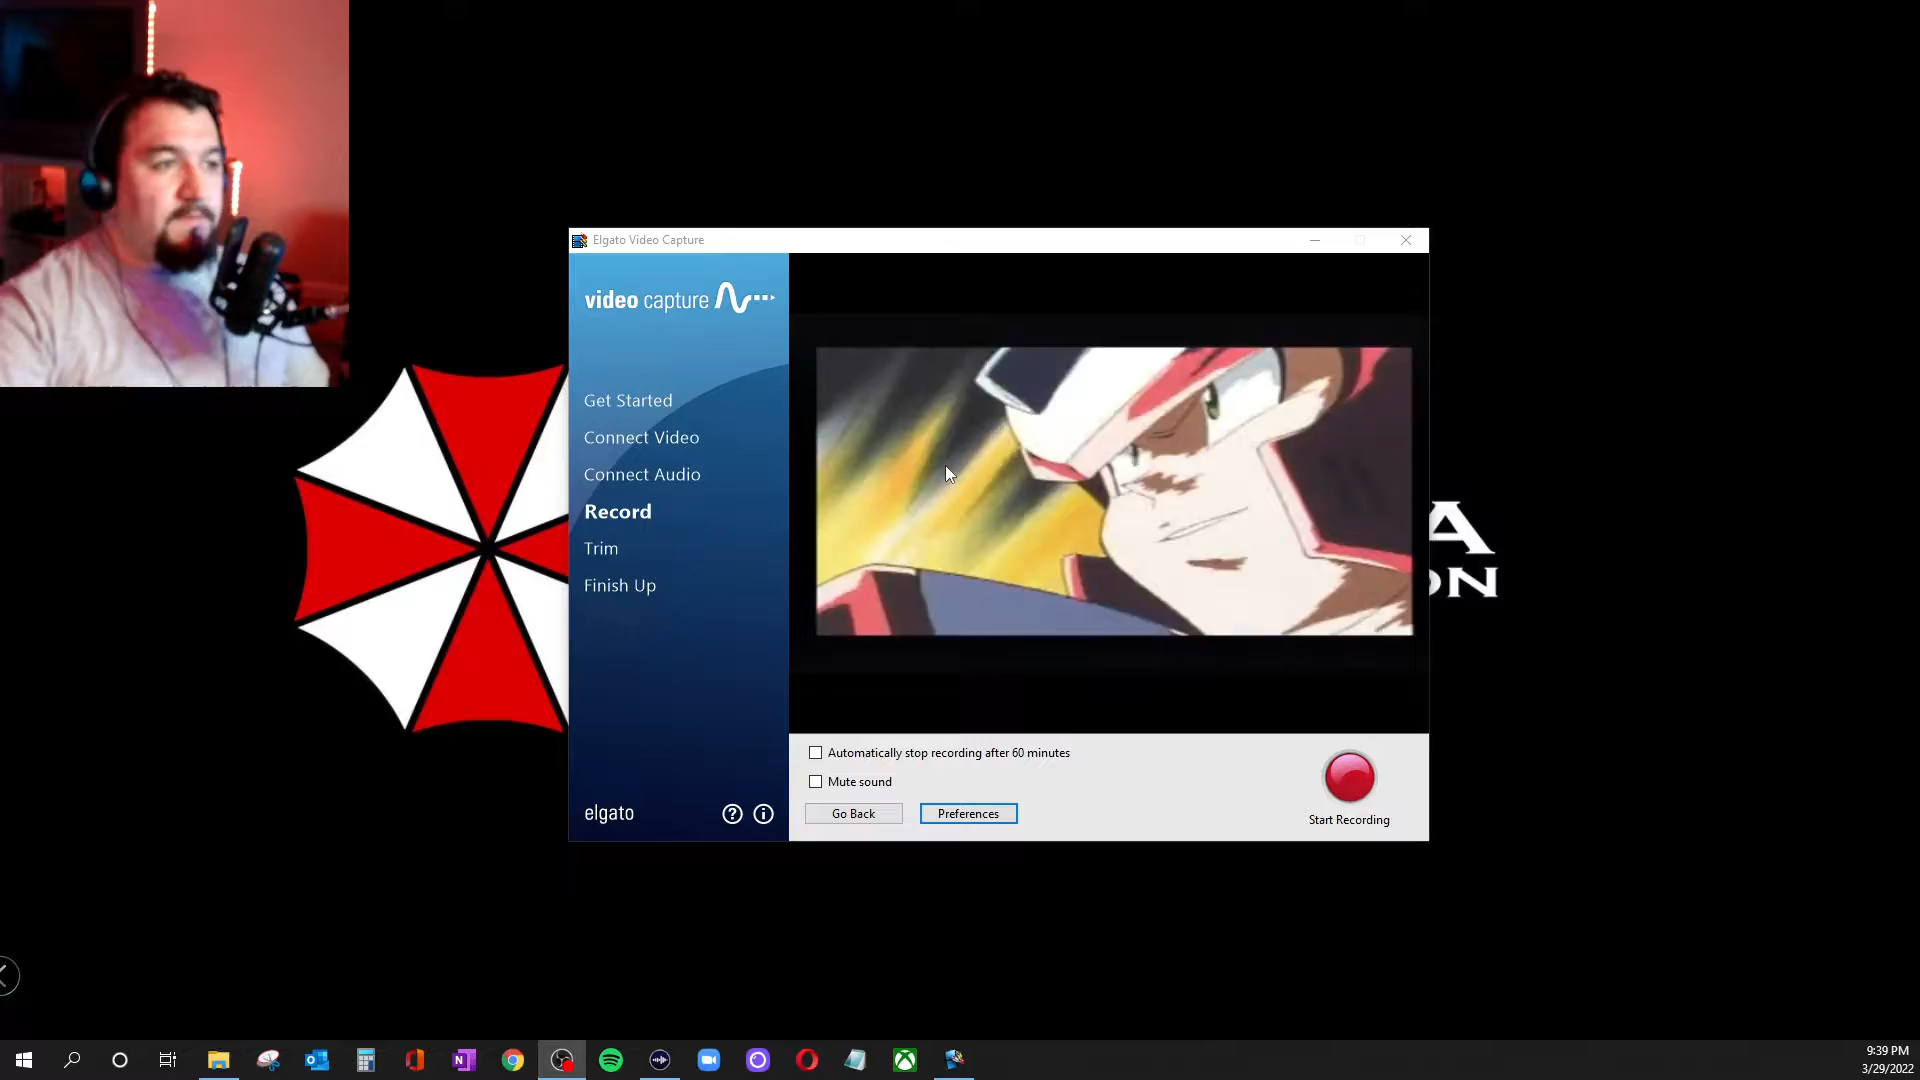 Elgato Video Capture
video capture
Get Started
Connect Video
Connect Audio
Record
Trim
Finish Up
elgato
Automatically stop recording after 60 minutes
Mute sound
Go Back
Preferences
Start Recording
A
ON
9:39 PM
3/29/2022